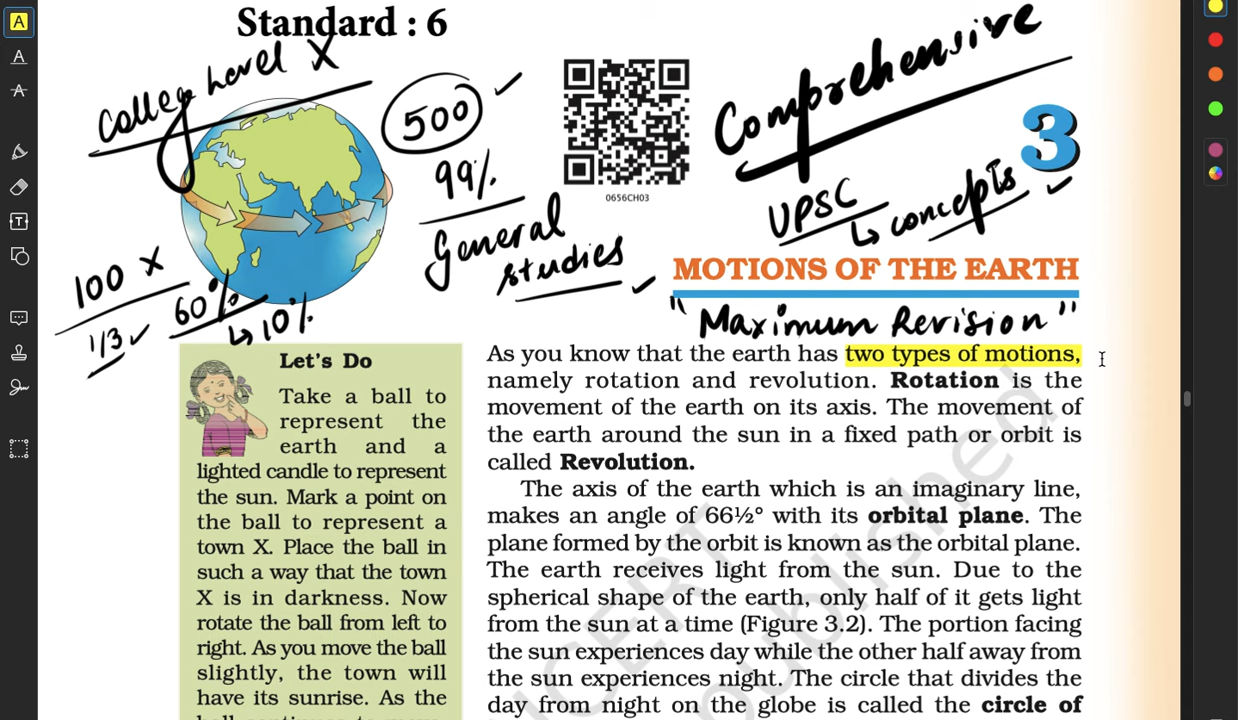 Standard : 6
College Level X
500
99%
General
studies
100 X
1/3
60%
↳ 10%
0656CH03
Comprehensive
3
UPSC
↳ concepts
MOTIONS OF THE EARTH
"Maximum Revision"
Let's Do
Take a ball to
represent the
earth and a
lighted candle to represent
the sun. Mark a point on
the ball to represent a
town X. Place the ball in
such a way that the town
X is in darkness. Now
rotate the ball from left to
right. As you move the ball
slightly, the town will
have its sunrise. As the
As you know that the earth has two types of motions,
namely rotation and revolution. Rotation is the
movement of the earth on its axis. The movement of
the earth around the sun in a fixed path or orbit is
called Revolution.
The axis of the earth which is an imaginary line,
makes an angle of 66½° with its orbital plane. The
plane formed by the orbit is known as the orbital plane.
The earth receives light from the sun. Due to the
spherical shape of the earth, only half of it gets light
from the sun at a time (Figure 3.2). The portion facing
the sun experiences day while the other half away from
the sun experiences night. The circle that divides the
day from night on the globe is called the circle of
NCERT
published